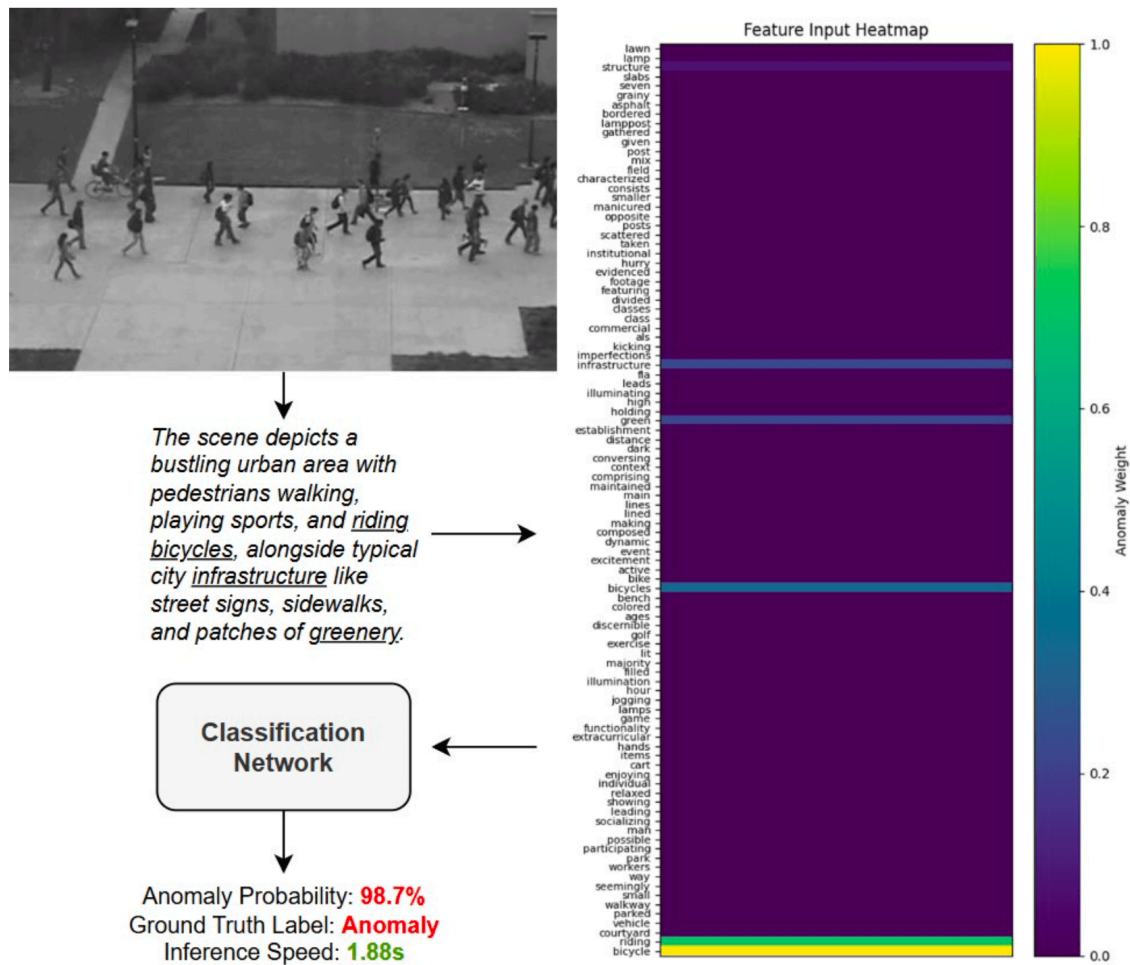 The scene depicts a
bustling urban area with
pedestrians walking,
playing sports, and riding
bicycles, alongside typical
city infrastructure like
street signs, sidewalks,
and patches of greenery.
Classification
Network
Anomaly Probability: 98.7%
Ground Truth Label: Anomaly
Inference Speed: 1.88s
Feature Input Heatmap
lawn
lamp
structure
slabs
seven
grainy
asphalt
bordered
lamppost
gathered
given
post
mix
field
characterized
consists
smaller
manicured
opposite
posts
scattered
taken
institutional
hurry
evidenced
footage
featuring
divided
classes
class
commercial
als
kicking
imperfections
infrastructure
fla
leads
illuminating
high
holding
green
establishment
distance
dark
conversing
context
comprising
maintained
main
lines
lined
making
composed
dynamic
event
excitement
active
bike
bicycles
bench
colored
ages
discernible
golf
exercise
lit
majority
filled
illumination
hour
jogging
lamps
game
functionality
extracurricular
hands
items
cart
enjoying
individual
relaxed
showing
leading
socializing
man
possible
participating
park
workers
way
seemingly
small
walkway
parked
vehicle
courtyard
riding
bicycle
1.0
0.8
0.6
0.4
0.2
0.0
Anomaly Weight